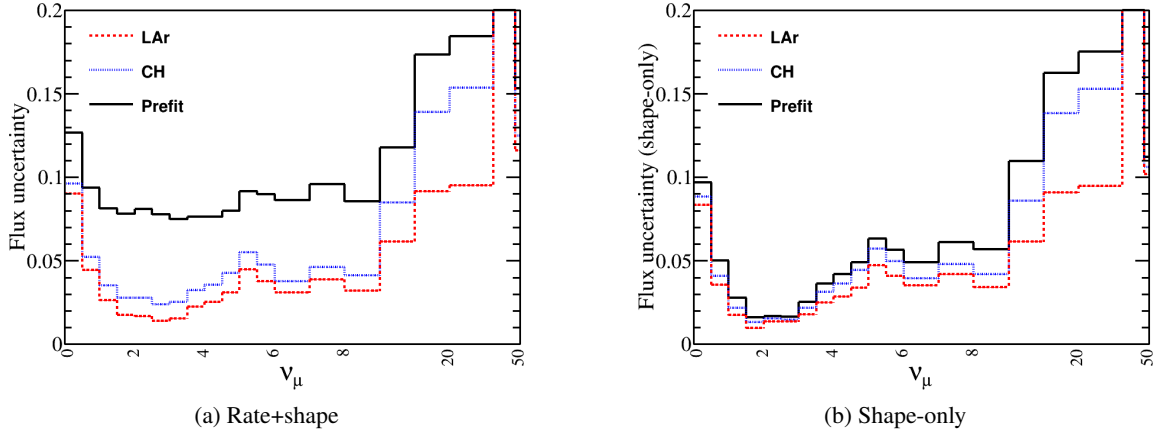 Flux uncertainty
0.2
0.15
0.1
0.05
0
LAr
CH
Prefit
0 2 4 6 8 20 50
νμ
(a) Rate+shape
Flux uncertainty (shape-only)
0.2
0.15
0.1
0.05
0
LAr
CH
Prefit
0 2 4 6 8 20 50
νμ
(b) Shape-only